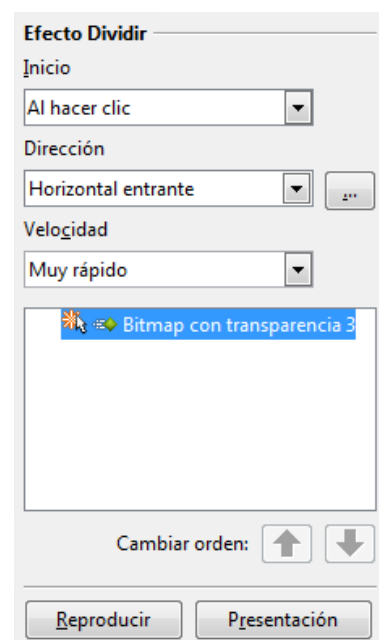 Efecto Dividir
Inicio
Al hacer clic
Dirección
Horizontal entrante
...
Velocidad
Muy rápido
Bitmap con transparencia 3
Cambiar orden:
Reproducir Presentación